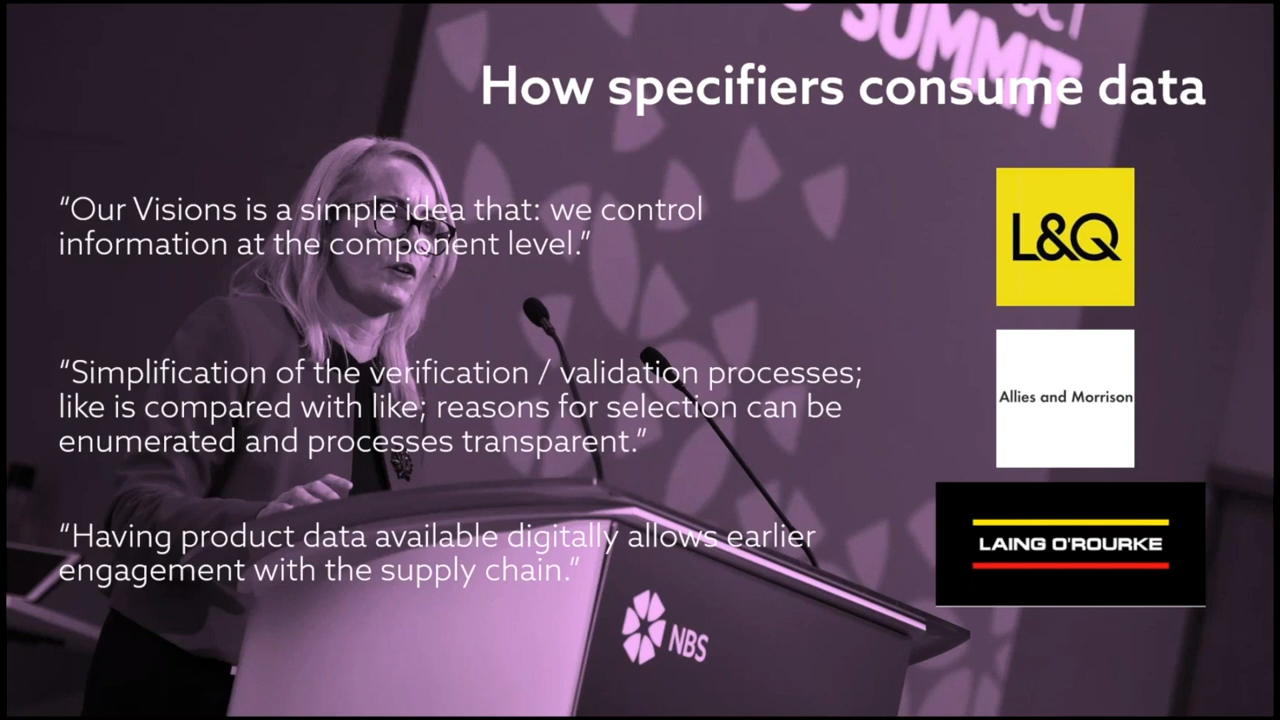 SUMMIT
How specifiers consume data
“Our Visions is a simple idea that: we control
information at the component level.”
L&Q
“Simplification of the verification / validation processes;
like is compared with like; reasons for selection can be
enumerated and processes transparent.”
Allies and Morrison
“Having product data available digitally allows earlier
engagement with the supply chain.”
LAING O'ROURKE
NBS